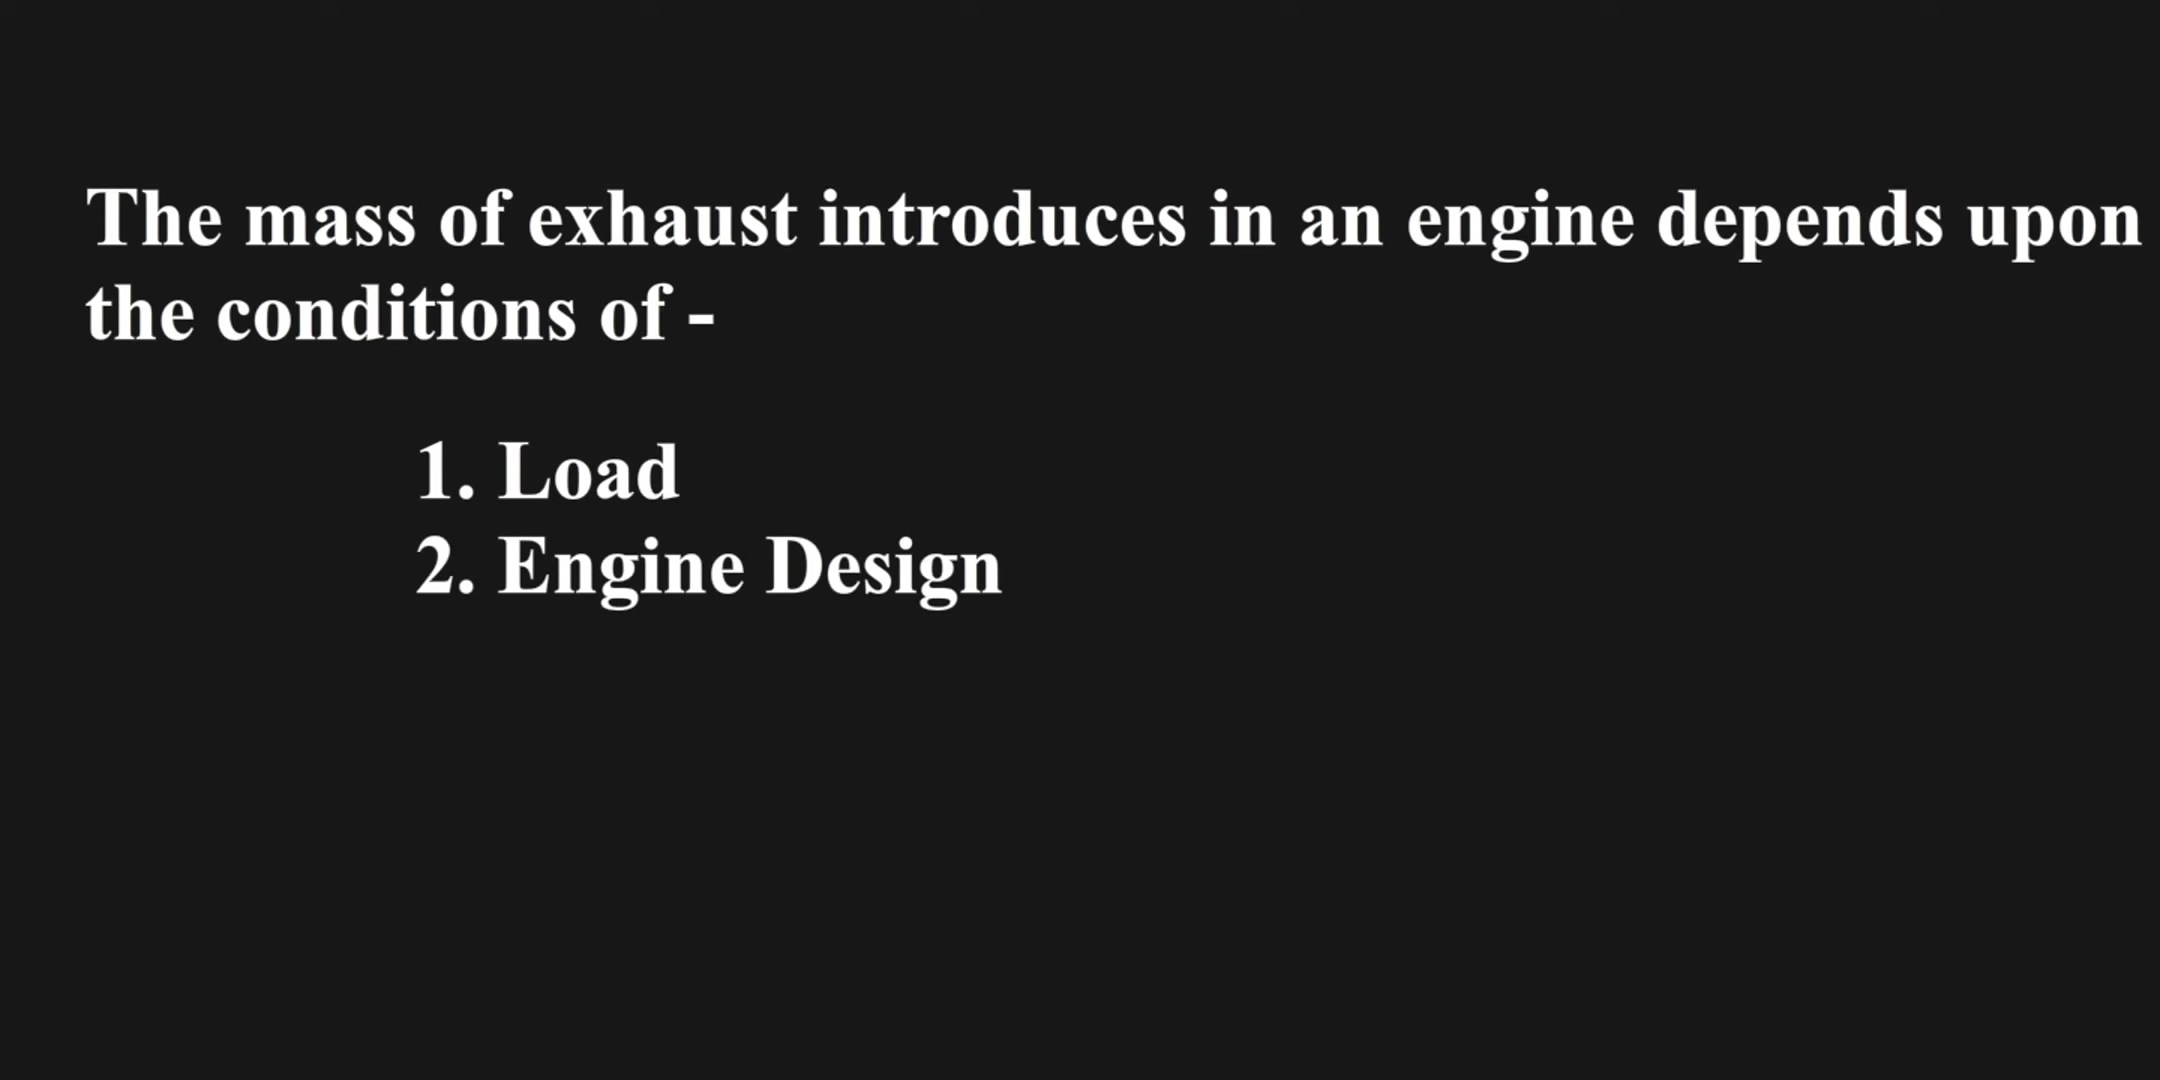 The mass of exhaust introduces in an engine depends upon
the conditions of -
1. Load
2. Engine Design